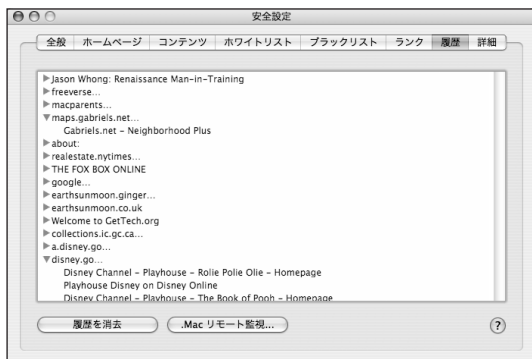 安全設定
全般 ホームページ コンテンツ ホワイトリスト ブラックリスト ランク 履歴 詳細
Jason Whong: Renaissance Man-in-Training
freeverse...
macparents...
maps.gabriels.net...
Gabriels.net - Neighborhood Plus
about:
realestate.nytimes...
THE FOX BOX ONLINE
google...
earthsunmoon.ginger...
earthsunmoon.co.uk
Welcome to GetTech.org
collections.ic.gc.ca...
a.disney.go...
disney.go...
Disney Channel - Playhouse - Rolie Polie Olie - Homepage
Playhouse Disney on Disney Online
Disney Channel - Playhouse - The Book of Pooh - Homepage
履歴を消去 .Mac リモート監視... ?